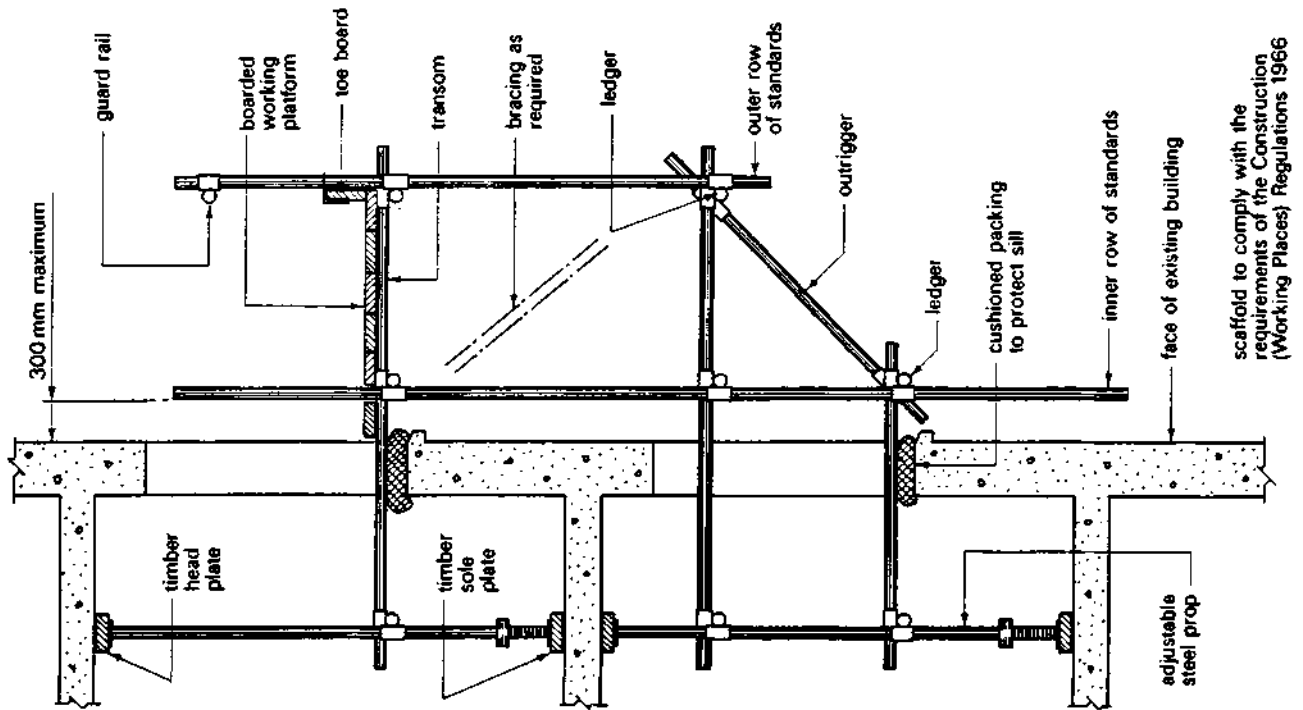 300 mm maximum
guard rail
boarded
working
platform
toe board
transom
bracing as
required
ledger
outer row
of standards
outrigger
ledger
cushioned packing
to protect sill
inner row of standards
face of existing building
timber
head
plate
timber
sole
plate
adjustable
steel prop
scaffold to comply with the
requirements of the Construction
(Working Places) Regulations 1966